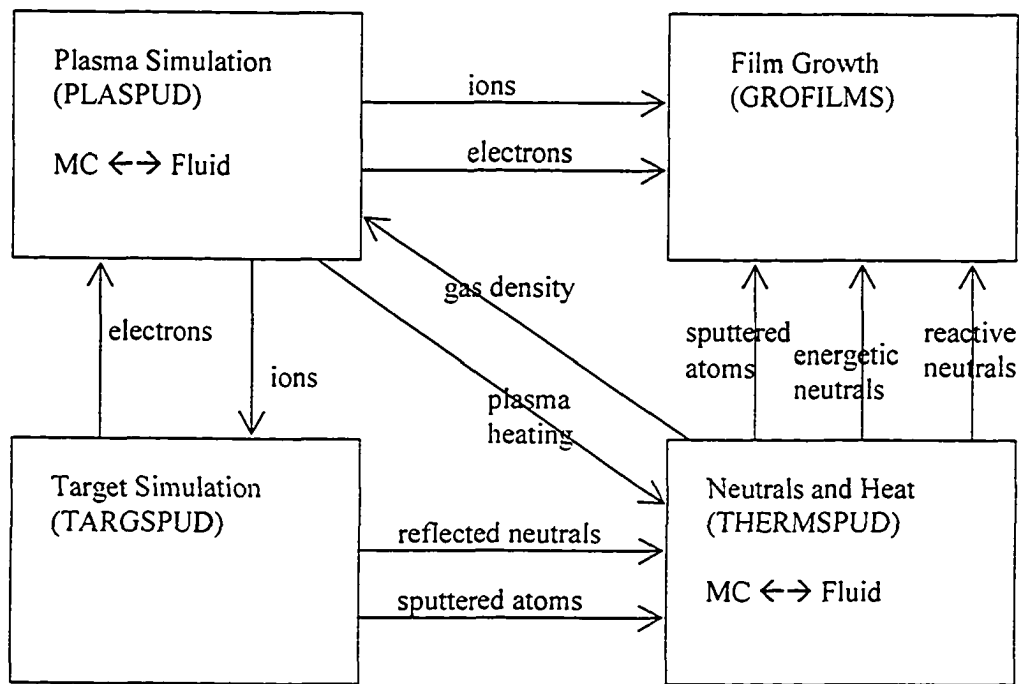 Plasma Simulation
(PLASPUD)
MC ←→ Fluid
ions
electrons
Film Growth
(GROFILMS)
gas density
electrons
ions
plasma
heating
sputtered
atoms
energetic
neutrals
reactive
neutrals
Target Simulation
(TARGSPUD)
reflected neutrals
sputtered atoms
Neutrals and Heat
(THERMSPUD)
MC ←→ Fluid